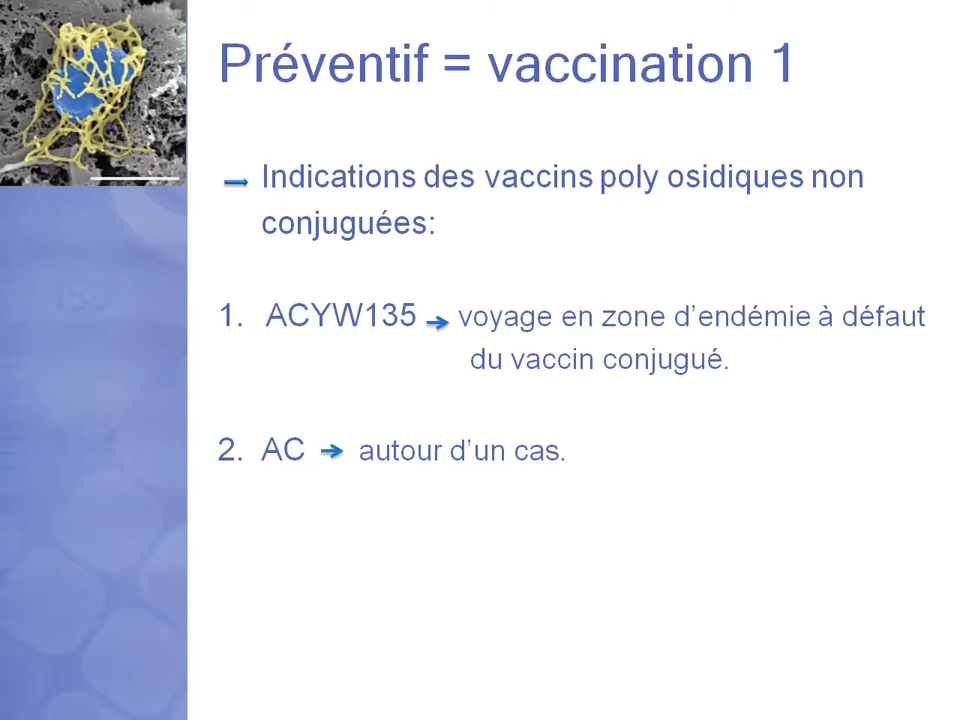 Préventif = vaccination 1
Indications des vaccins poly osidiques non
conjuguées:
1. ACYW135 voyage en zone d'endémie à défaut
du vaccin conjugué.
2. AC autour d'un cas.